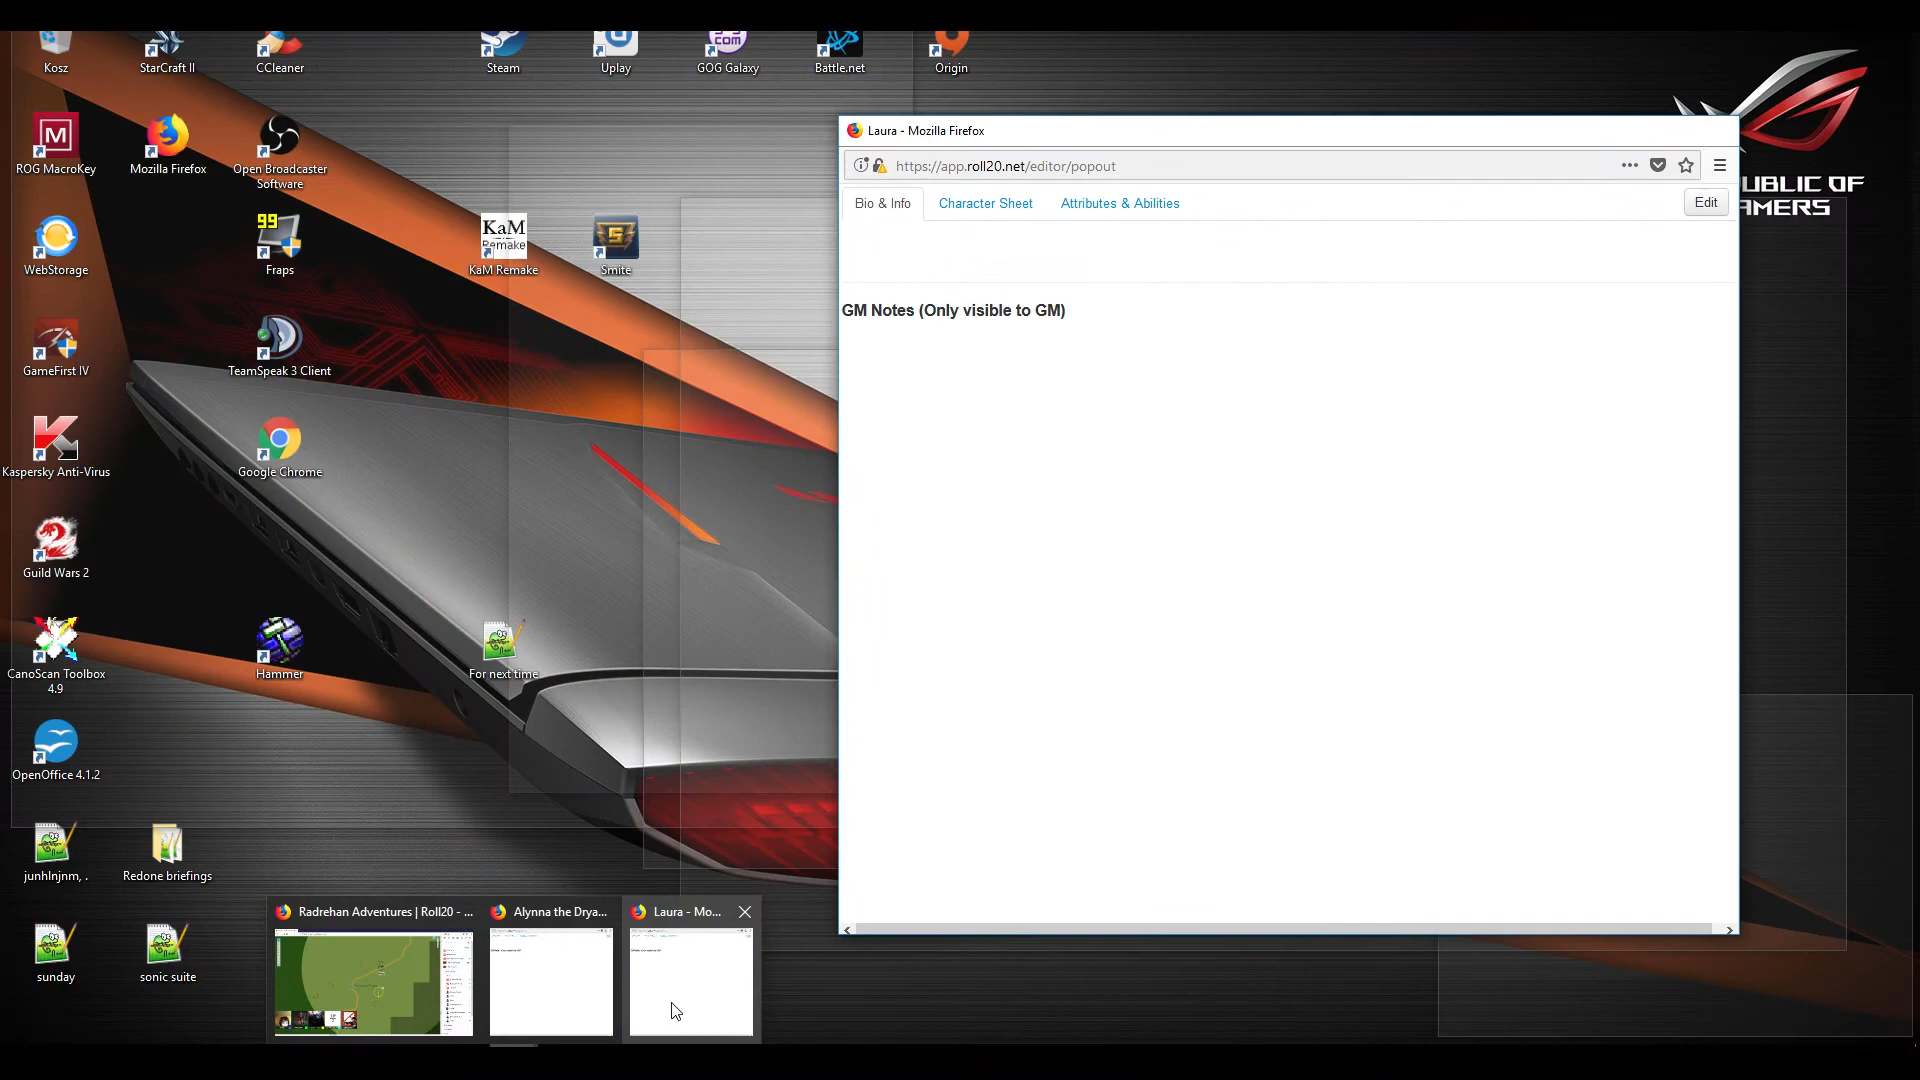 Kosz
StarCraft II
CCleaner
Steam
Uplay
COM
GOG Galaxy
Battle.net
Origin
M
ROG MacroKey
Mozilla Firefox
Open Broadcaster
Software
WebStorage
99
Fraps
KaM
Remake
KaM Remake
S
Smite
GameFirst IV
TeamSpeak 3 Client
Kaspersky Anti-Virus
Google Chrome
Guild Wars 2
CanoScan Toolbox
4.9
Hammer
For next time
OpenOffice 4.1.2
junhlnjnm, .
Redone briefings
sunday
sonic suite
UBLIC OF
AMERS
Laura - Mozilla Firefox
https://app.roll20.net/editor/popout
Bio & Info
Character Sheet
Attributes & Abilities
Edit
GM Notes (Only visible to GM)
Radrehan Adventures | Roll20 - ...
Alynna the Drya...
Laura - Mo...